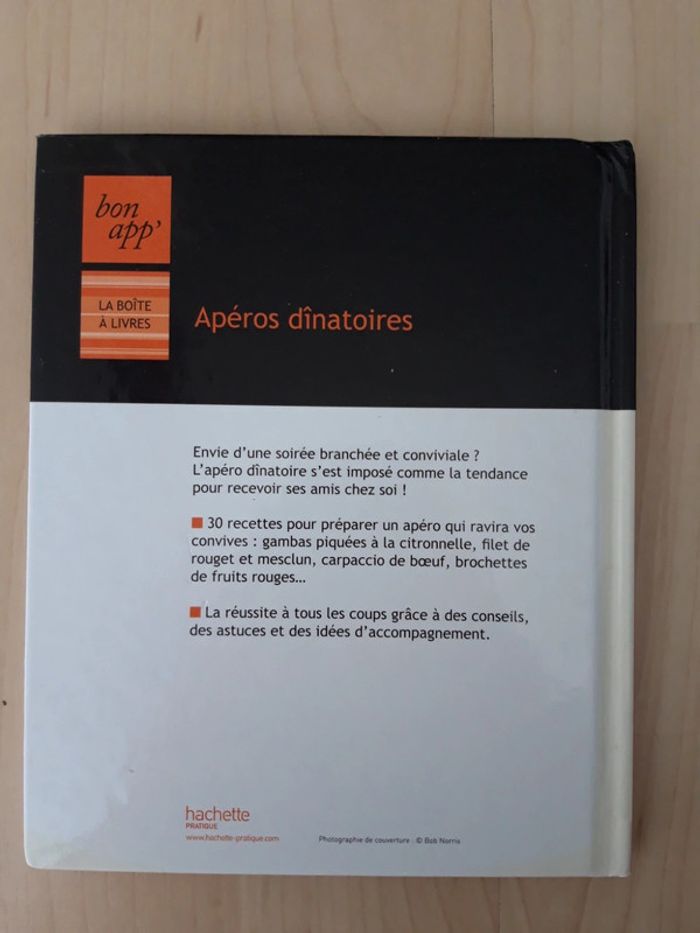 bon
app'
LA BOÎTE
À LIVRES
Apéros dînatoires
Envie d'une soirée branchée et conviviale ?
L'apéro dînatoire s'est imposé comme la tendance
pour recevoir ses amis chez soi !
30 recettes pour préparer un apéro qui ravira vos
convives : gambas piquées à la citronnelle, filet de
rouget et mesclun, carpaccio de bœuf, brochettes
de fruits rouges...
La réussite à tous les coups grâce à des conseils,
des astuces et des idées d'accompagnement.
hachette
PRATIQUE
www.hachette-pratique.com
Photographie de couverture : © Bob Norris